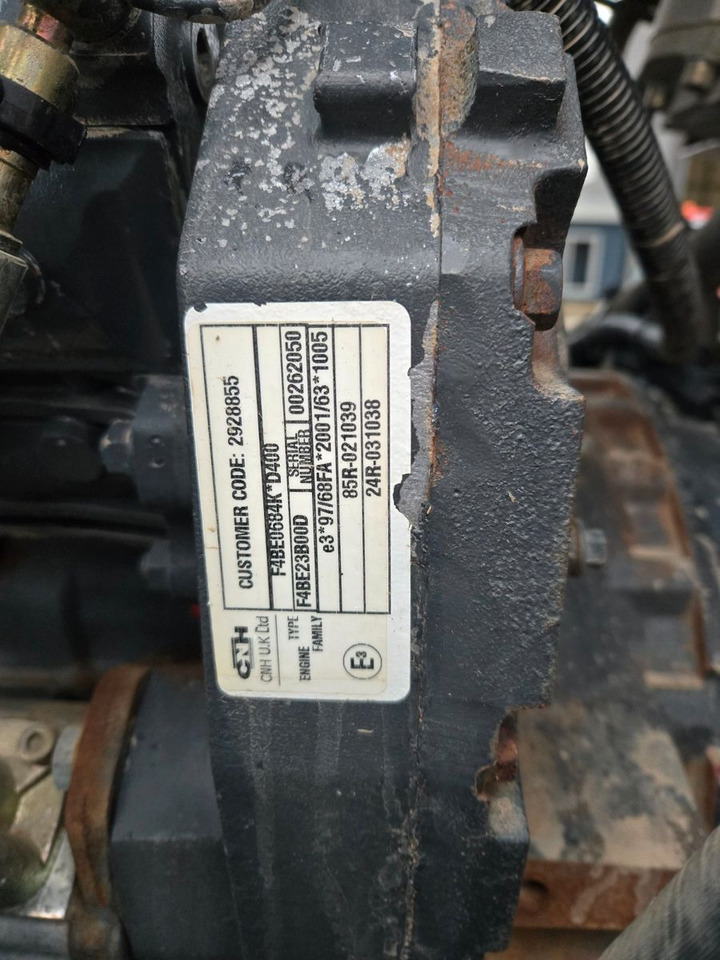 CUSTOMER CODE: 2928855
CNH
CNH U.K Ltd
F4BE0684K*D400
ENGINE TYPE F4BE23B00D SERIAL NUMBER 00262050
FAMILY e3*97/68FA*2001/63*1005
85R-021039
E3 24R-031038